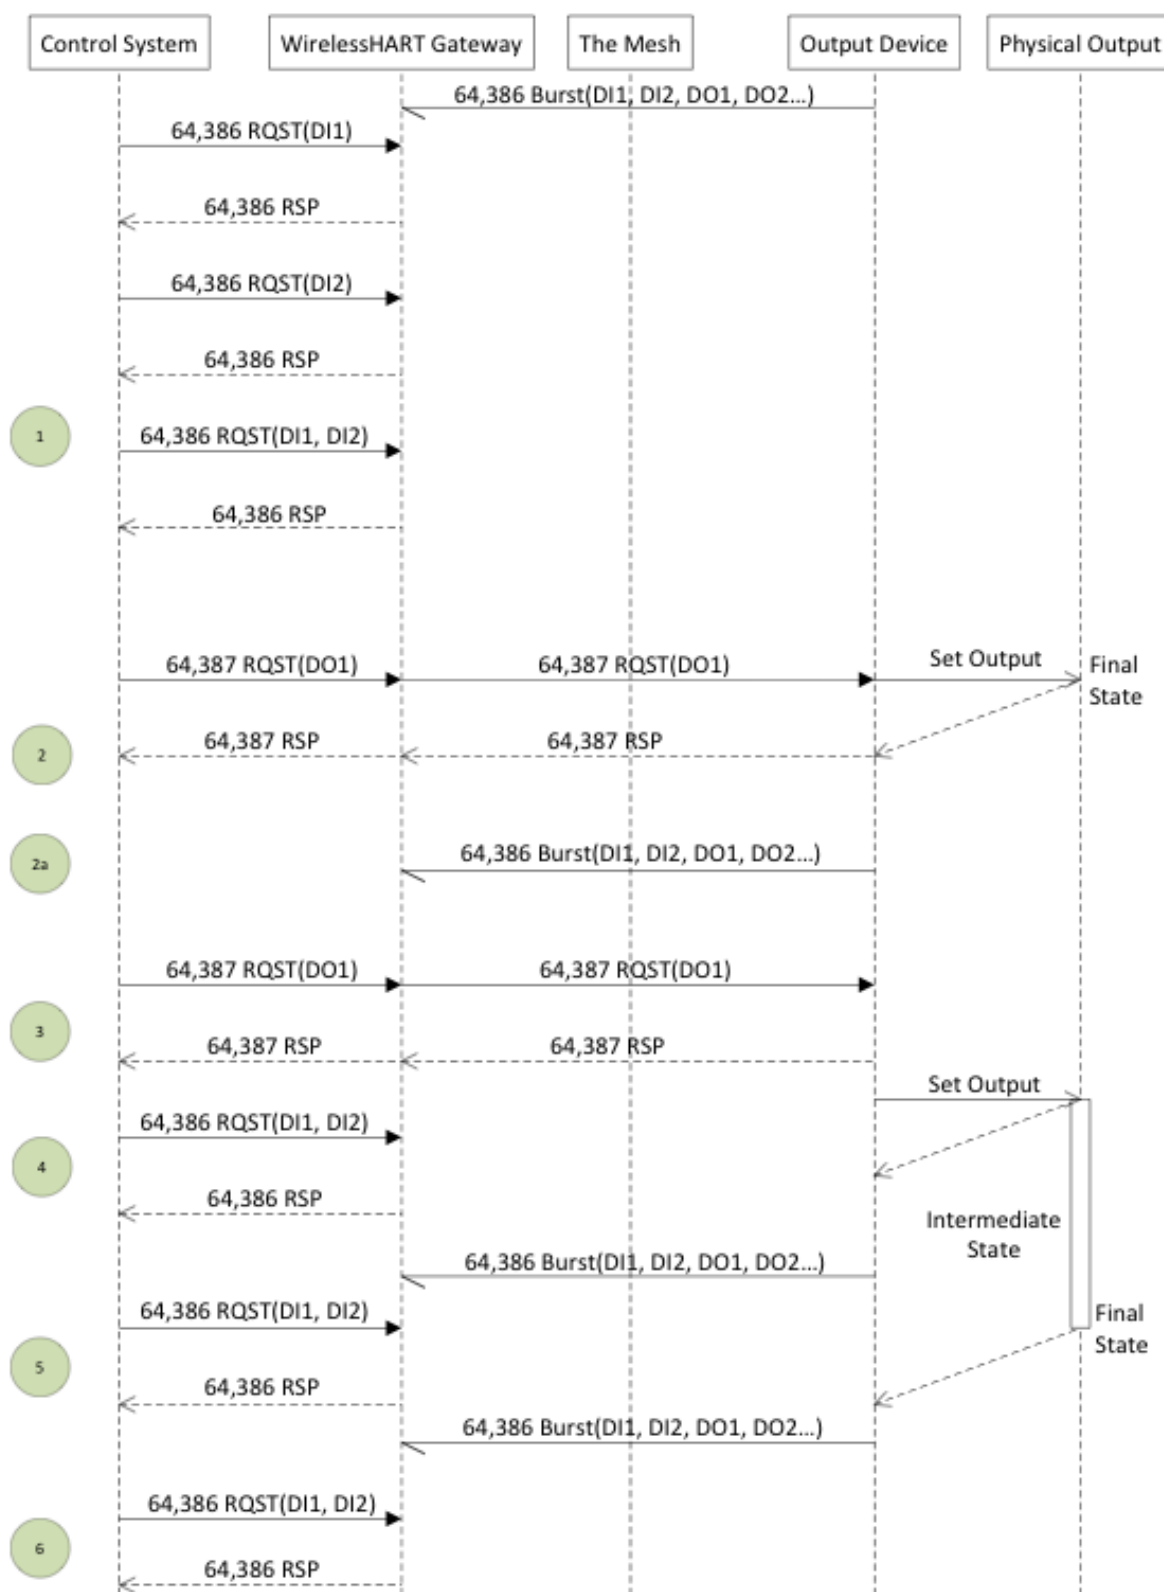 Control System
WirelessHART Gateway
The Mesh
Output Device
Physical Output
64,386 Burst(DI1, DI2, DO1, DO2...)
64,386 RQST(DI1)
64,386 RSP
64,386 RQST(DI2)
64,386 RSP
1
64,386 RQST(DI1, DI2)
64,386 RSP
64,387 RQST(DO1)
64,387 RQST(DO1)
Set Output
Final
State
2
64,387 RSP
64,387 RSP
2a
64,386 Burst(DI1, DI2, DO1, DO2...)
64,387 RQST(DO1)
64,387 RQST(DO1)
3
64,387 RSP
64,387 RSP
Set Output
64,386 RQST(DI1, DI2)
4
64,386 RSP
Intermediate
State
64,386 Burst(DI1, DI2, DO1, DO2...)
64,386 RQST(DI1, DI2)
Final
State
5
64,386 RSP
64,386 Burst(DI1, DI2, DO1, DO2...)
64,386 RQST(DI1, DI2)
6
64,386 RSP